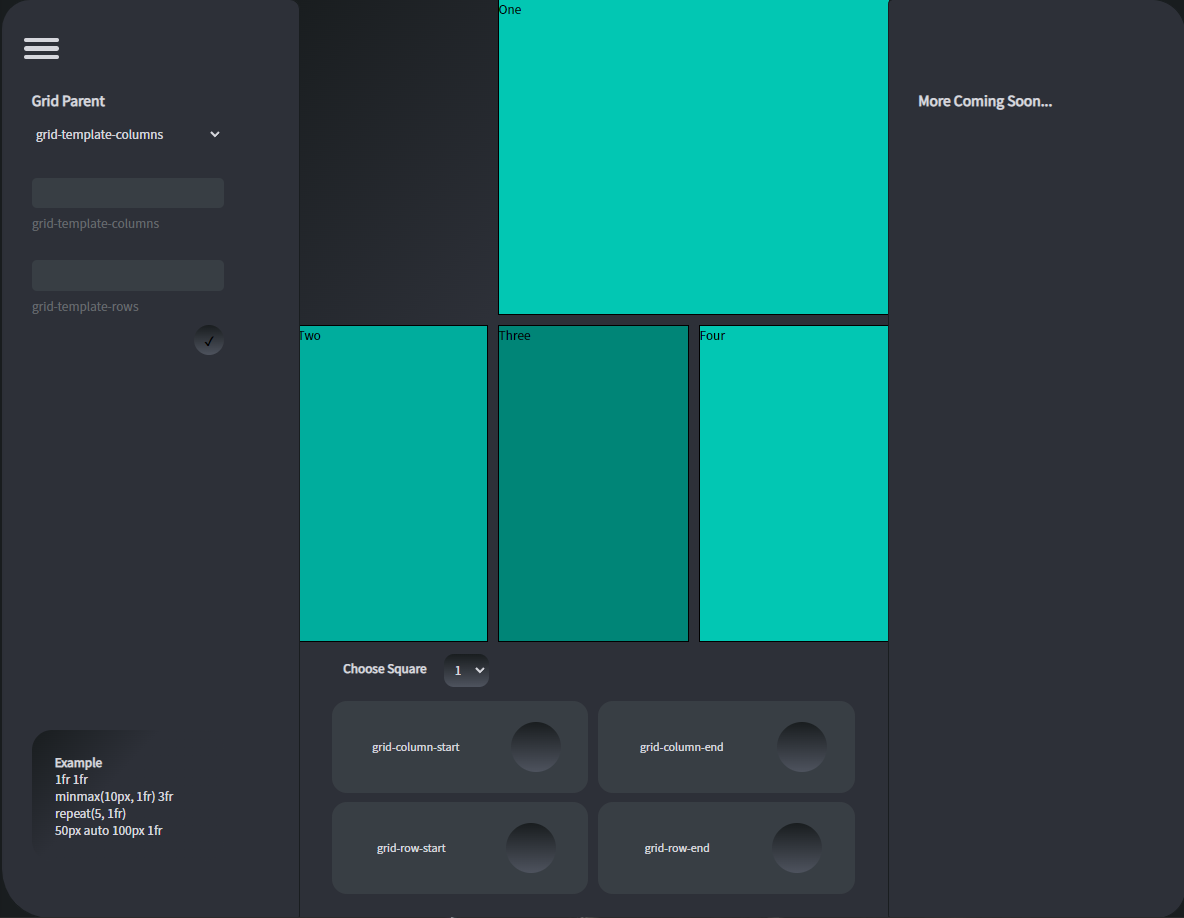 Grid Parent
grid-template-columns
grid-template-columns
grid-template-rows
✓
Example
1fr 1fr
minmax(10px, 1fr) 3fr
repeat(5, 1fr)
50px auto 100px 1fr
One
Two
Three
Four
Choose Square
1
grid-column-start
grid-column-end
grid-row-start
grid-row-end
More Coming Soon...